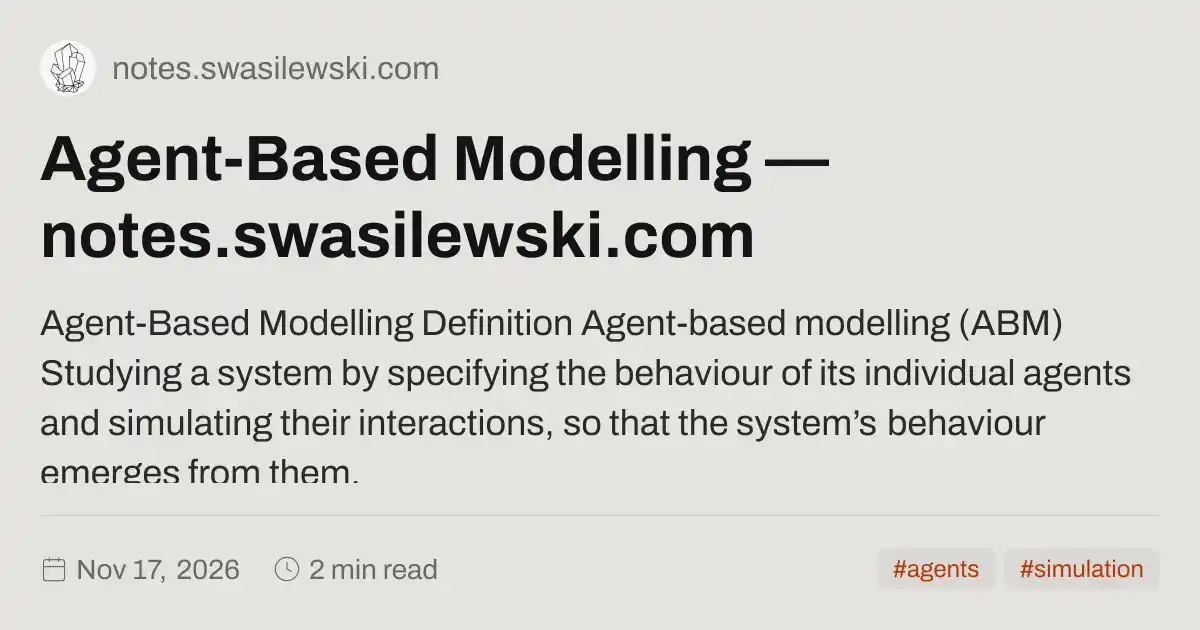 notes.swasilewski.com
Agent-Based Modelling —
notes.swasilewski.com
Agent-Based Modelling Definition Agent-based modelling (ABM)
Studying a system by specifying the behaviour of its individual agents
and simulating their interactions, so that the system’s behaviour
emerges from them.
Nov 17, 2026
2 min read
#agents
#simulation